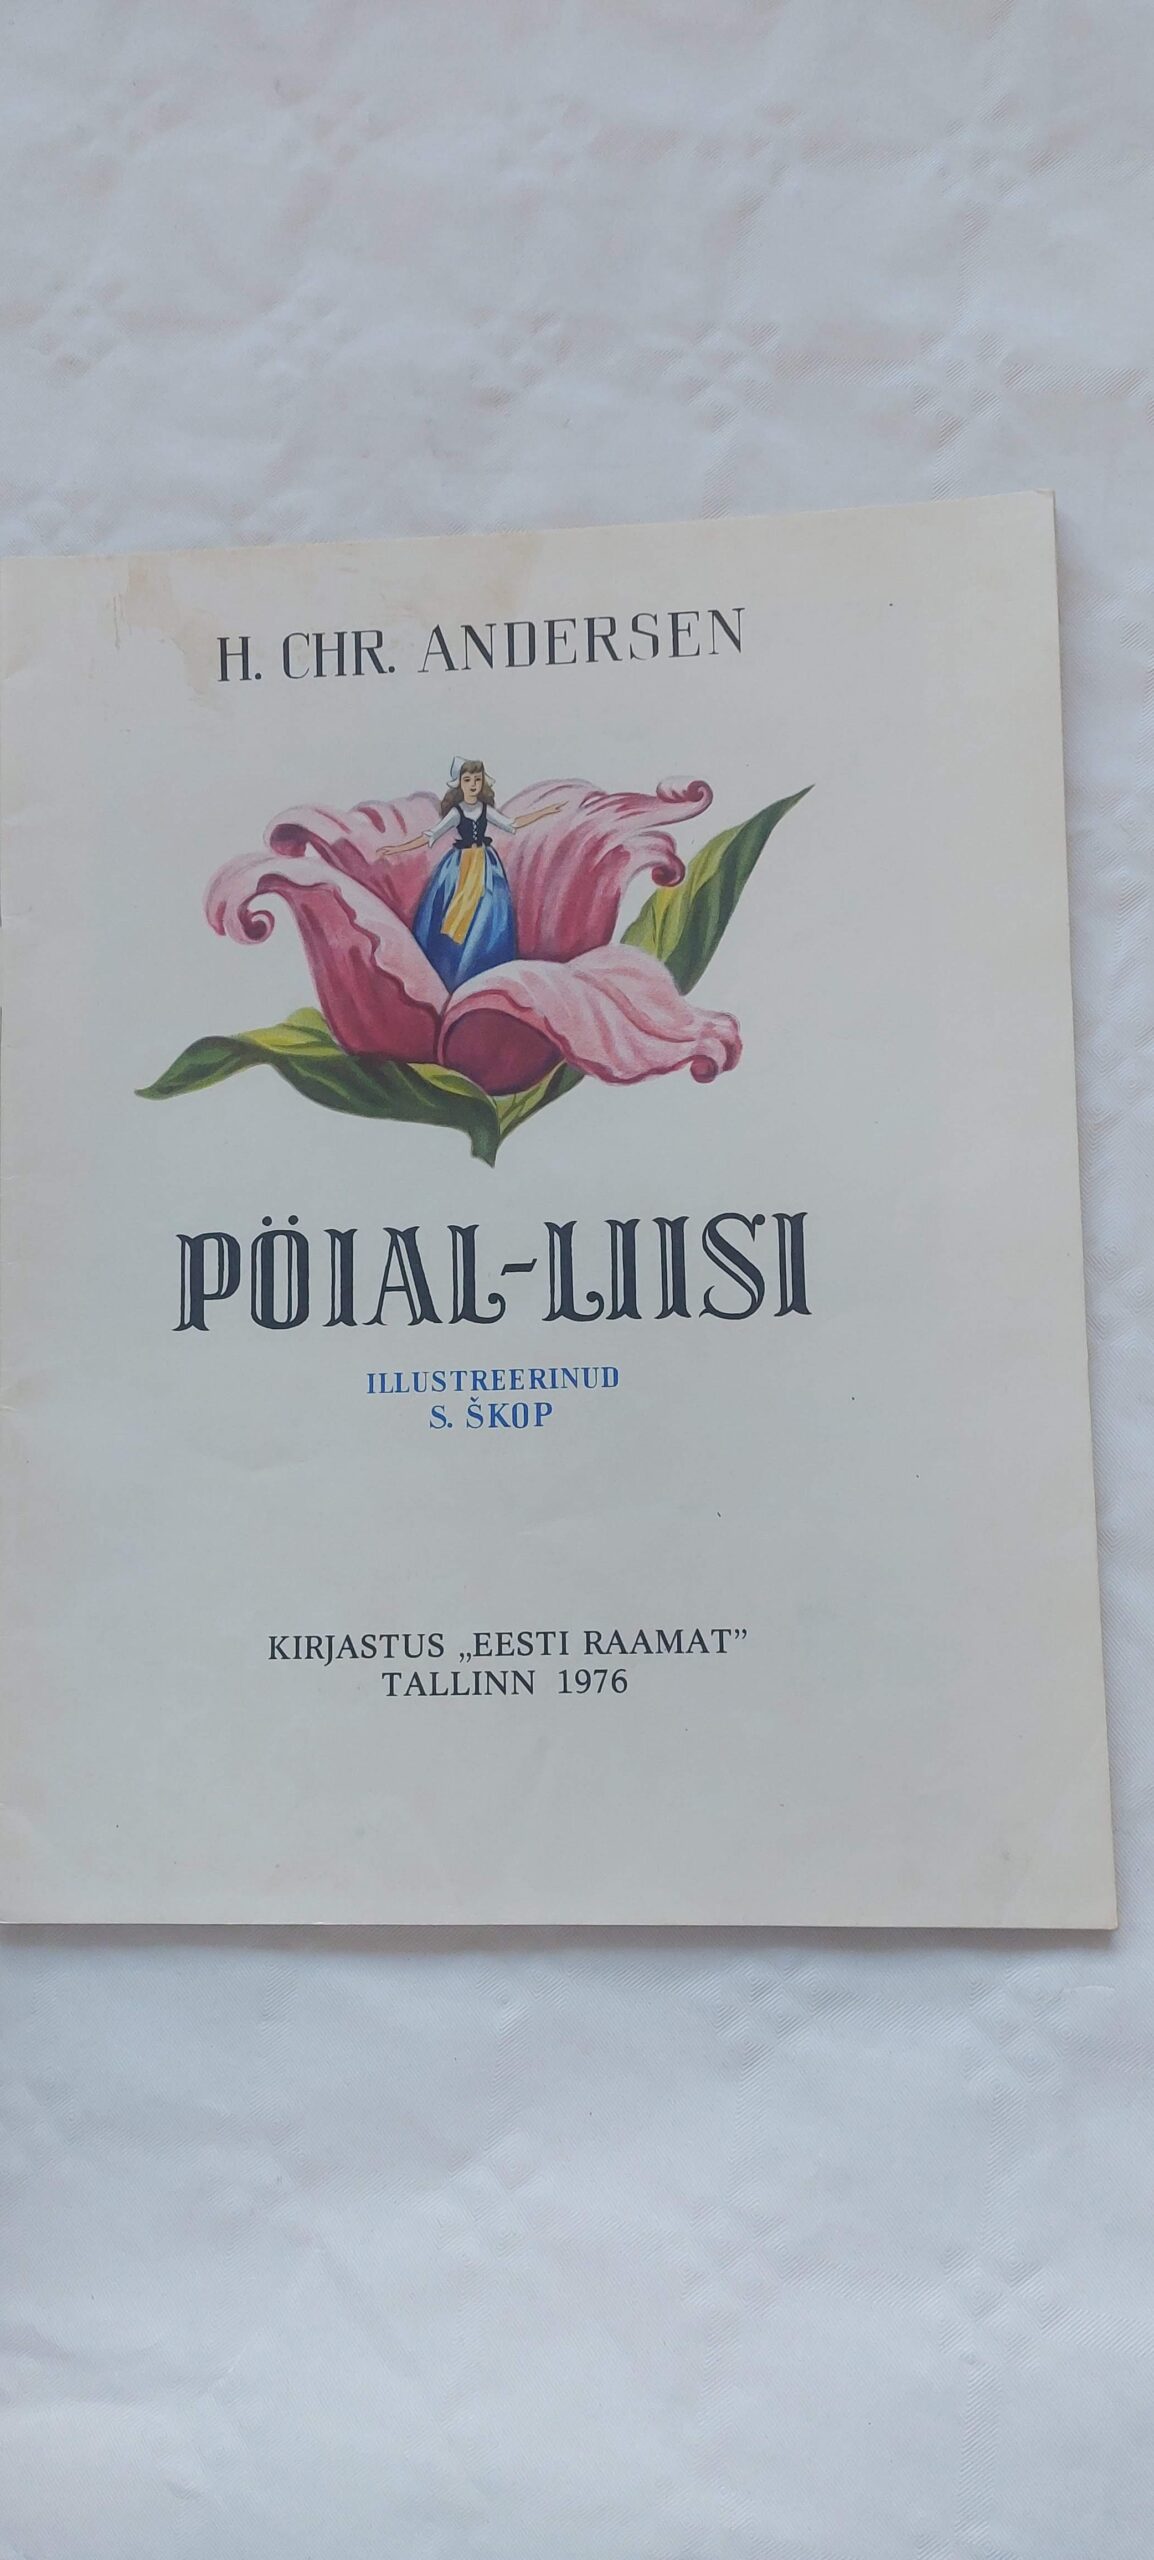 H. CHR. ANDERSEN
PÖIAL-LIISI
ILLUSTREERINUD
S. ŠKOP
KIRJASTUS „EESTI RAAMAT”
TALLINN 1976